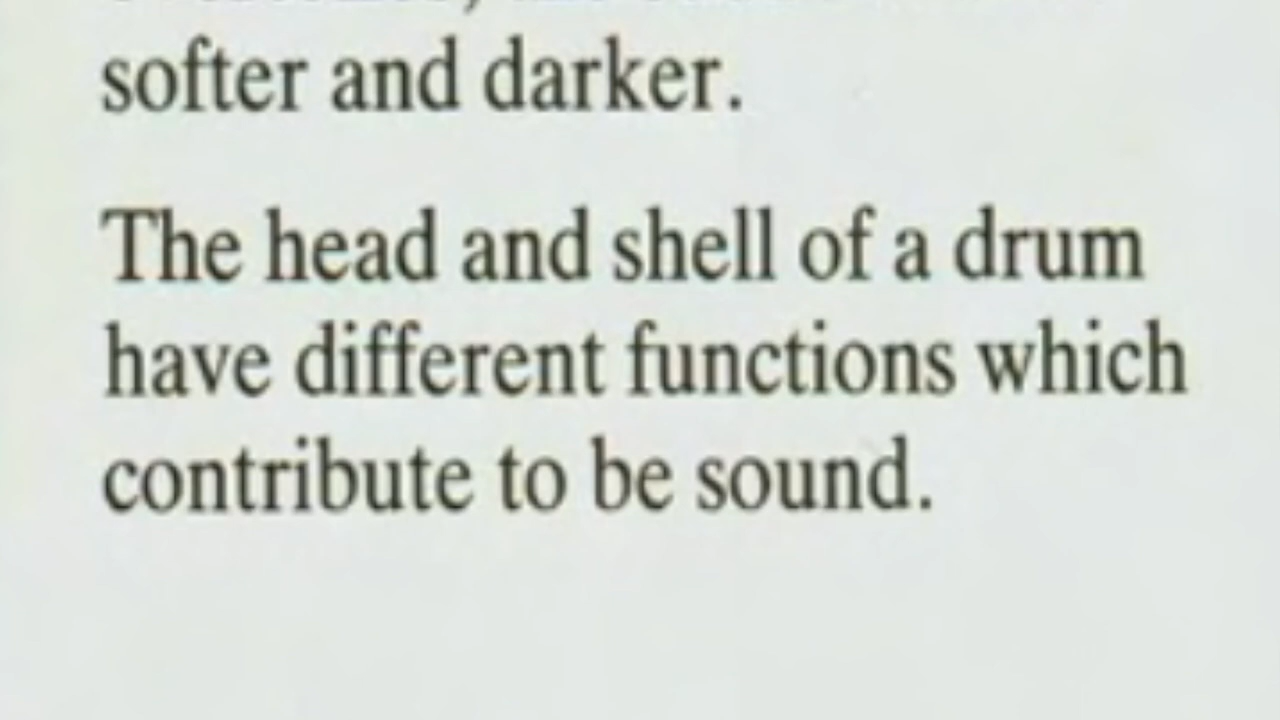 softer and darker.
The head and shell of a drum
have different functions which
contribute to be sound.